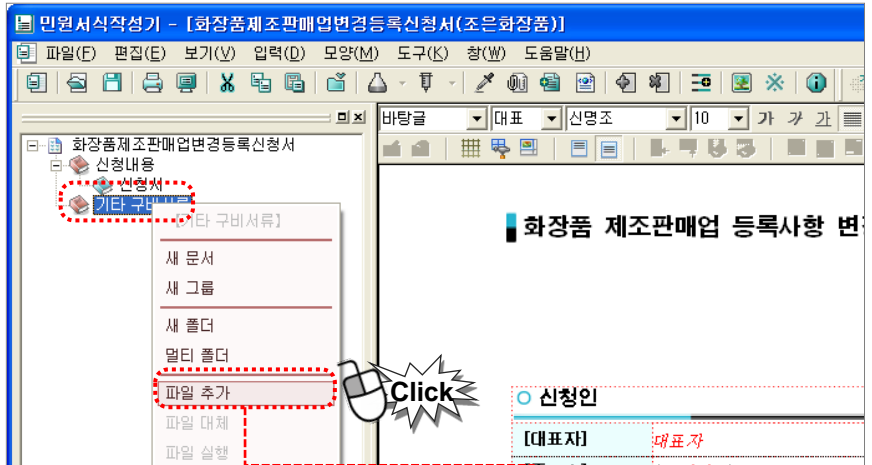 민원서식작성기 - [화장품제조판매업변경등록신청서(조은화장품)]
파일(F) 편집(E) 보기(V) 입력(D) 모양(M) 도구(K) 창(W) 도움말(H)
바탕글 대표 신명조 10 가 가 가
화장품제조판매업변경등록신청서
신청내용
신청서
기타 구비서류
[기타 구비서류]
새 문서
새 그룹
새 폴더
멀티 폴더
파일 추가
파일 대체
파일 실행
Click
화장품 제조판매업 등록사항 변
신청인
[대표자] 대표자